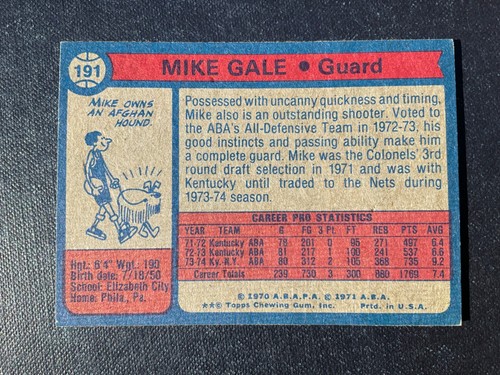 191
MIKE GALE • Guard
MIKE OWNS
AN AFGHAN
HOUND.
Possessed with uncanny quickness and timing,
Mike also is an outstanding shooter. Voted to
the ABA's All-Defensive Team in 1972-73, his
good instincts and passing ability make him
a complete guard. Mike was the Colonels' 3rd
round draft selection in 1971 and was with
Kentucky until traded to the Nets during
1973-74 season.
Hgt: 6'4" Wgt: 190
Birth date: 7/18/50
School: Elizabeth City
Home: Phila., Pa.
CAREER PRO STATISTICS
YEAR TEAM G FG 3 Pt. FT REB PTS AVG
71-72 Kentucky ABA 78 201 0 95 271 497 6.4
72-73 Kentucky ABA 81 217 2 100 241 537 6.6
73-74 Ky.-N.Y. ABA 80 312 2 105 368 735 9.2
Career Totals 239 730 3 300 880 1769 7.4
© 1970 A.B.A.P.A. © 1971 A.B.A.
★★© Topps Chewing Gum, Inc. Prtd. in U.S.A.